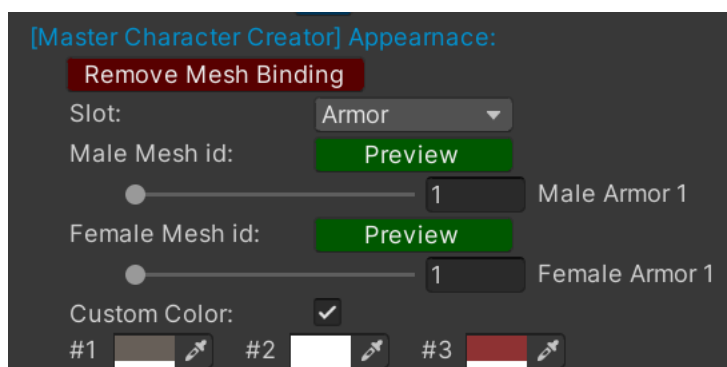 [Master Character Creator] Appearnace:
Remove Mesh Binding
Slot: Armor
Male Mesh id: Preview
1 Male Armor 1
Female Mesh id: Preview
1 Female Armor 1
Custom Color:
#1 #2 #3